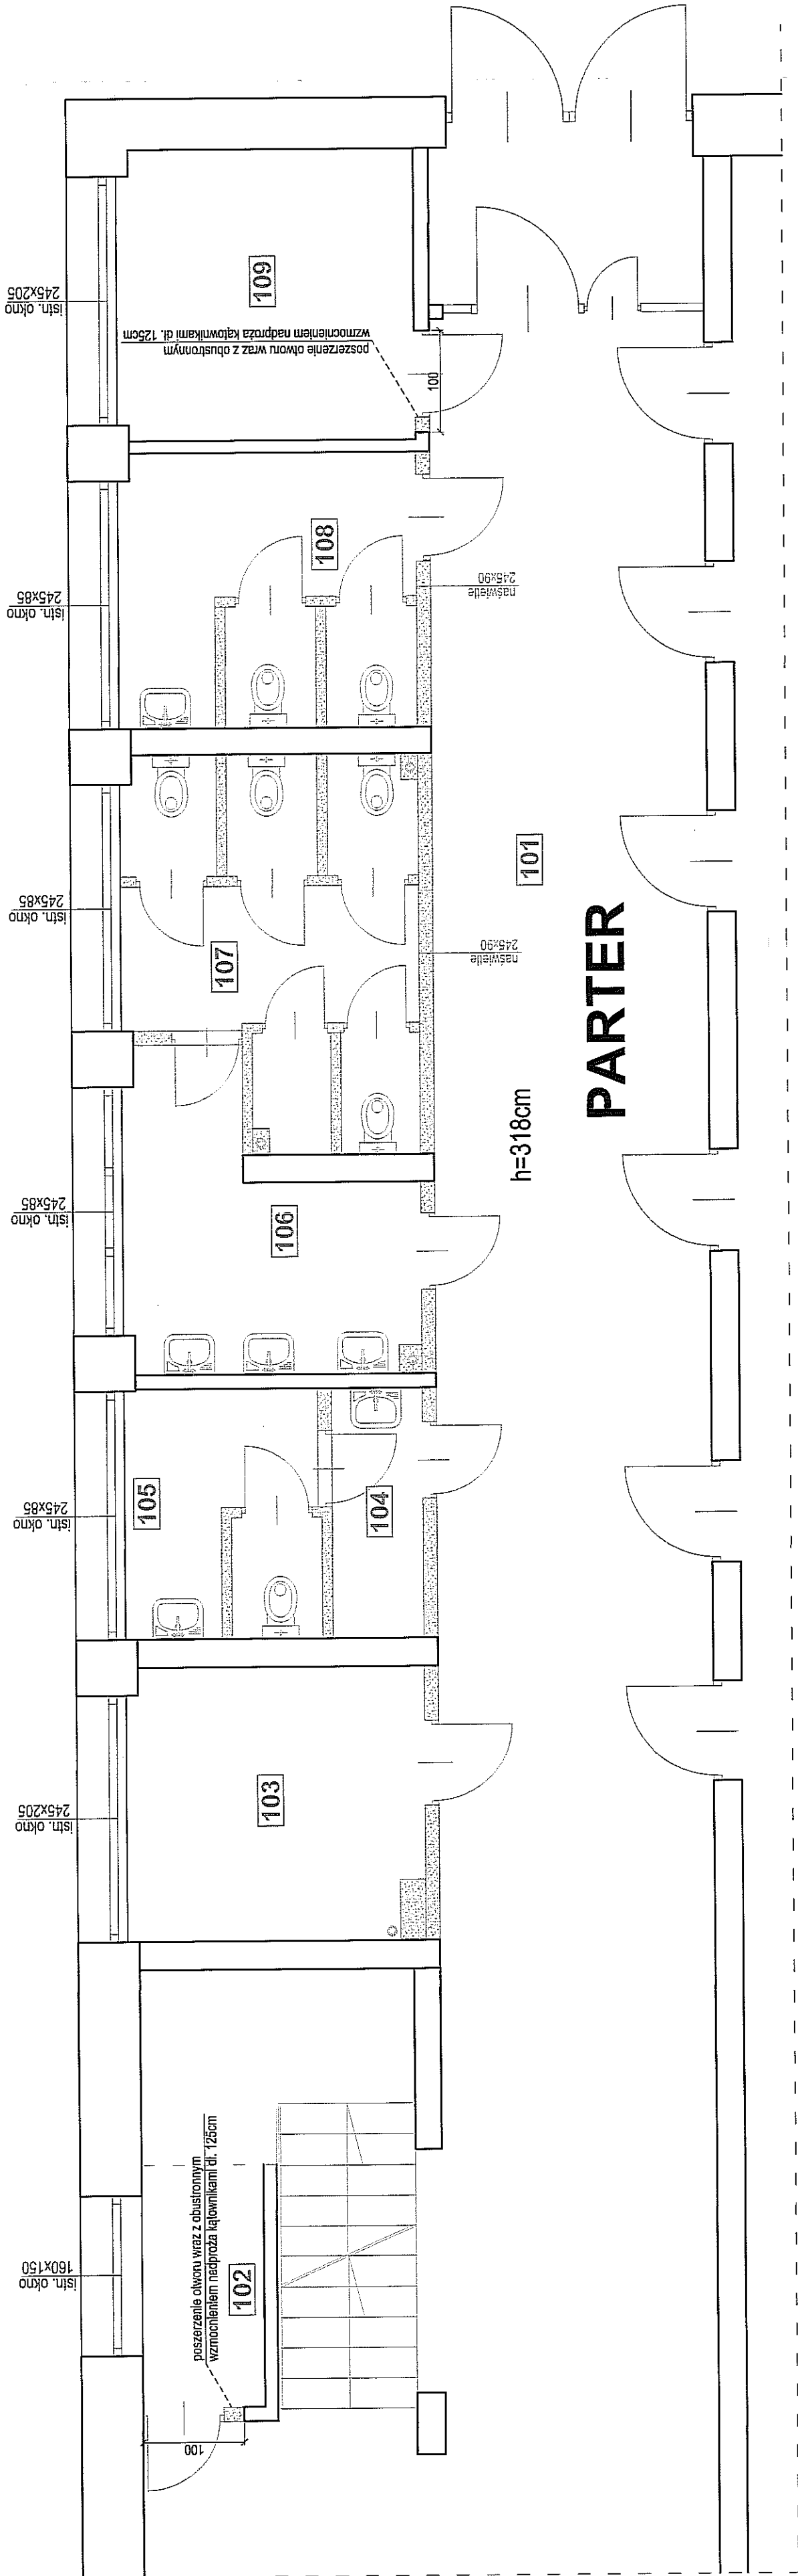 istn. okno
245x205
109
poszerzenie otworu wraz z obustronnym
wzmocnieniem nadproża kątownikami dł. 125cm
100
istn. okno
245x85
108
naświetle
245x90
istn. okno
245x85
107
101
naświetle
245x90
PARTER
h=318cm
istn. okno
245x85
106
istn. okno
245x85
105
104
istn. okno
245x205
103
poszerzenie otworu wraz z obustronnym
wzmocnieniem nadproża kątownikami dł. 125cm
istn. okno
160x150
102
100